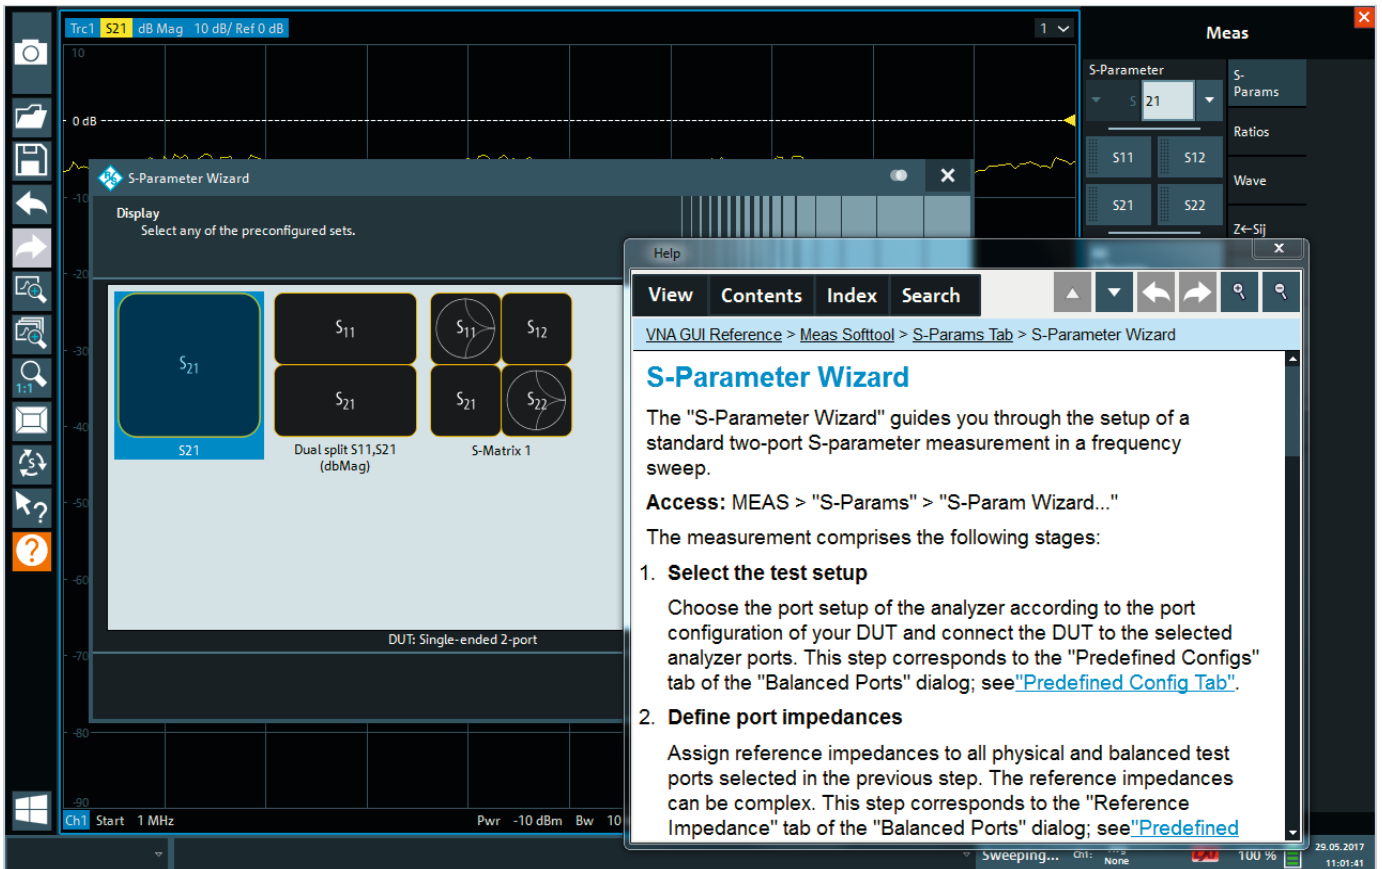 Trc1 S21 dB Mag 10 dB/ Ref 0 dB
1
10
0 dB
-10
-20
-30
-40
-50
-60
-70
-80
-90
1:1
S-Parameter Wizard
Display
Select any of the preconfigured sets.
S21
S11
S21
S11 S12
S21 S22
S21
Dual split S11,S21
(dbMag)
S-Matrix 1
DUT: Single-ended 2-port
Ch1 Start 1 MHz
Pwr -10 dBm Bw 10
Meas
S-Parameter
S 21
S11 S12
S21 S22
S-
Params
Ratios
Wave
Z←Sij
Help
View Contents Index Search
VNA GUI Reference > Meas Softtool > S-Params Tab > S-Parameter Wizard
S-Parameter Wizard
The "S-Parameter Wizard" guides you through the setup of a
standard two-port S-parameter measurement in a frequency
sweep.
Access: MEAS > "S-Params" > "S-Param Wizard..."
The measurement comprises the following stages:
1. Select the test setup
Choose the port setup of the analyzer according to the port
configuration of your DUT and connect the DUT to the selected
analyzer ports. This step corresponds to the "Predefined Configs"
tab of the "Balanced Ports" dialog; see"Predefined Config Tab".
2. Define port impedances
Assign reference impedances to all physical and balanced test
ports selected in the previous step. The reference impedances
can be complex. This step corresponds to the "Reference
Impedance" tab of the "Balanced Ports" dialog; see"Predefined
Sweeping... Ch1:
None
100 %
29.05.2017
11:01:41